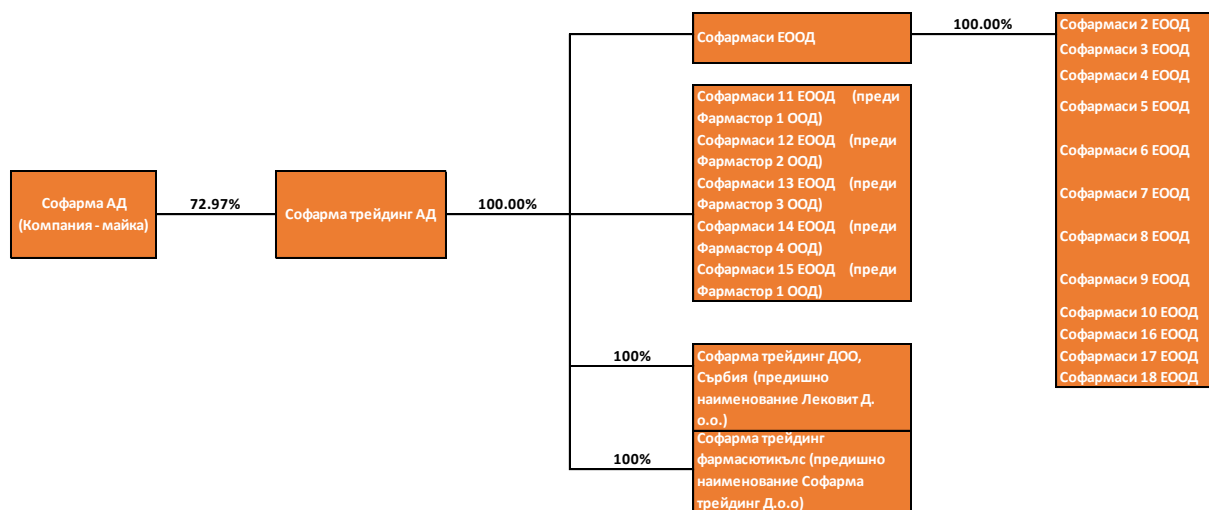 Софарма АД
(Компания - майка)
72.97%
Софарма трейдинг АД
100.00%
Софармаси ЕООД
100.00%
Софармаси 11 ЕООД (преди
Фармастор 1 ООД)
Софармаси 12 ЕООД (преди
Фармастор 2 ООД)
Софармаси 13 ЕООД (преди
Фармастор 3 ООД)
Софармаси 14 ЕООД (преди
Фармастор 4 ООД)
Софармаси 15 ЕООД (преди
Фармастор 1 ООД)
100%
Софарма трейдинг ДОО,
Сърбия (предишно
наименование Лековит Д.
о.о.)
100%
Софарма трейдинг
фармасютикълс (предишно
наименование Софарма
трейдинг Д.о.о)
Софармаси 2 ЕООД
Софармаси 3 ЕООД
Софармаси 4 ЕООД
Софармаси 5 ЕООД
Софармаси 6 ЕООД
Софармаси 7 ЕООД
Софармаси 8 ЕООД
Софармаси 9 ЕООД
Софармаси 10 ЕООД
Софармаси 16 ЕООД
Софармаси 17 ЕООД
Софармаси 18 ЕООД